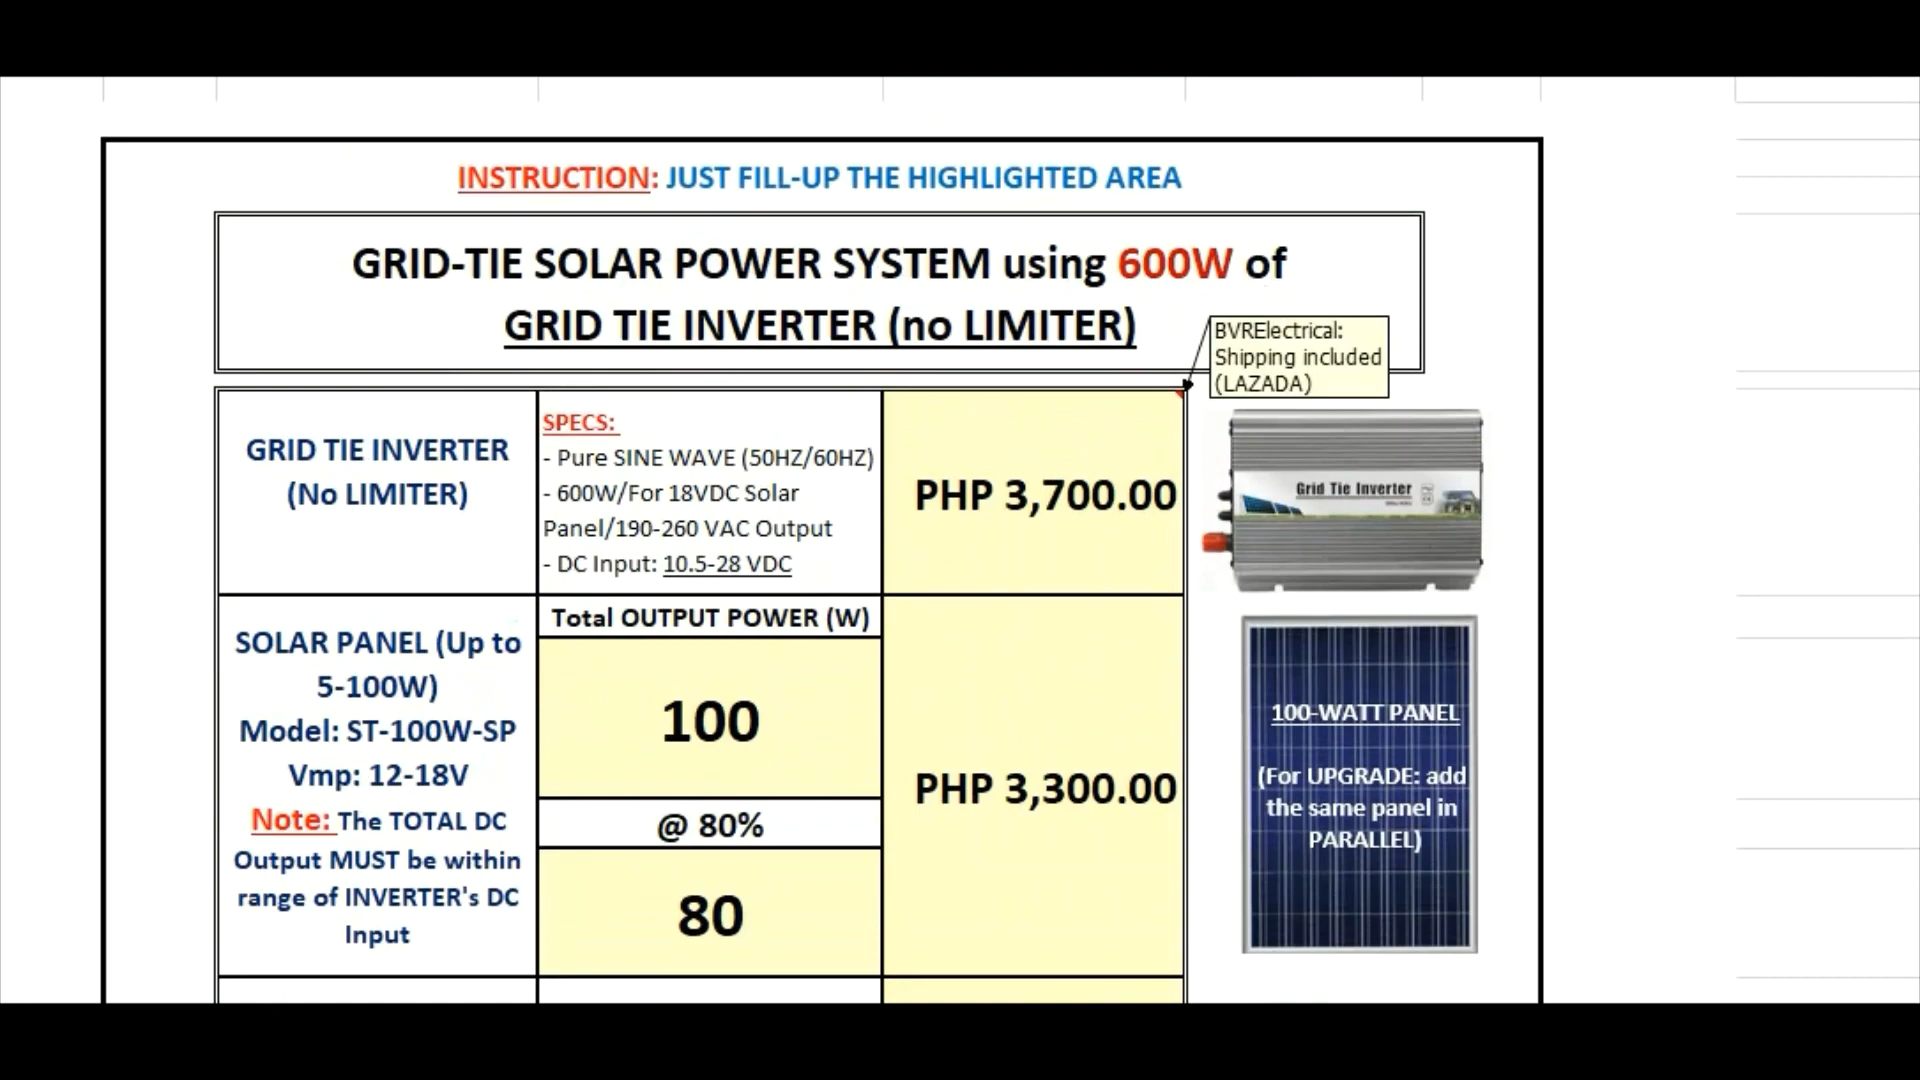 INSTRUCTION: JUST FILL-UP THE HIGHLIGHTED AREA
GRID-TIE SOLAR POWER SYSTEM using 600W of
GRID TIE INVERTER (no LIMITER)
BVRElectrical:
Shipping included
(LAZADA)
GRID TIE INVERTER
(No LIMITER)
SPECS:
- Pure SINE WAVE (50HZ/60HZ)
- 600W/For 18VDC Solar
Panel/190-260 VAC Output
- DC Input: 10.5-28 VDC
PHP 3,700.00
Grid Tie Inverter
SOLAR PANEL (Up to
5-100W)
Model: ST-100W-SP
Vmp: 12-18V
Note: The TOTAL DC
Output MUST be within
range of INVERTER's DC
Input
Total OUTPUT POWER (W)
100
@ 80%
80
PHP 3,300.00
100-WATT PANEL
(For UPGRADE: add
the same panel in
PARALLEL)